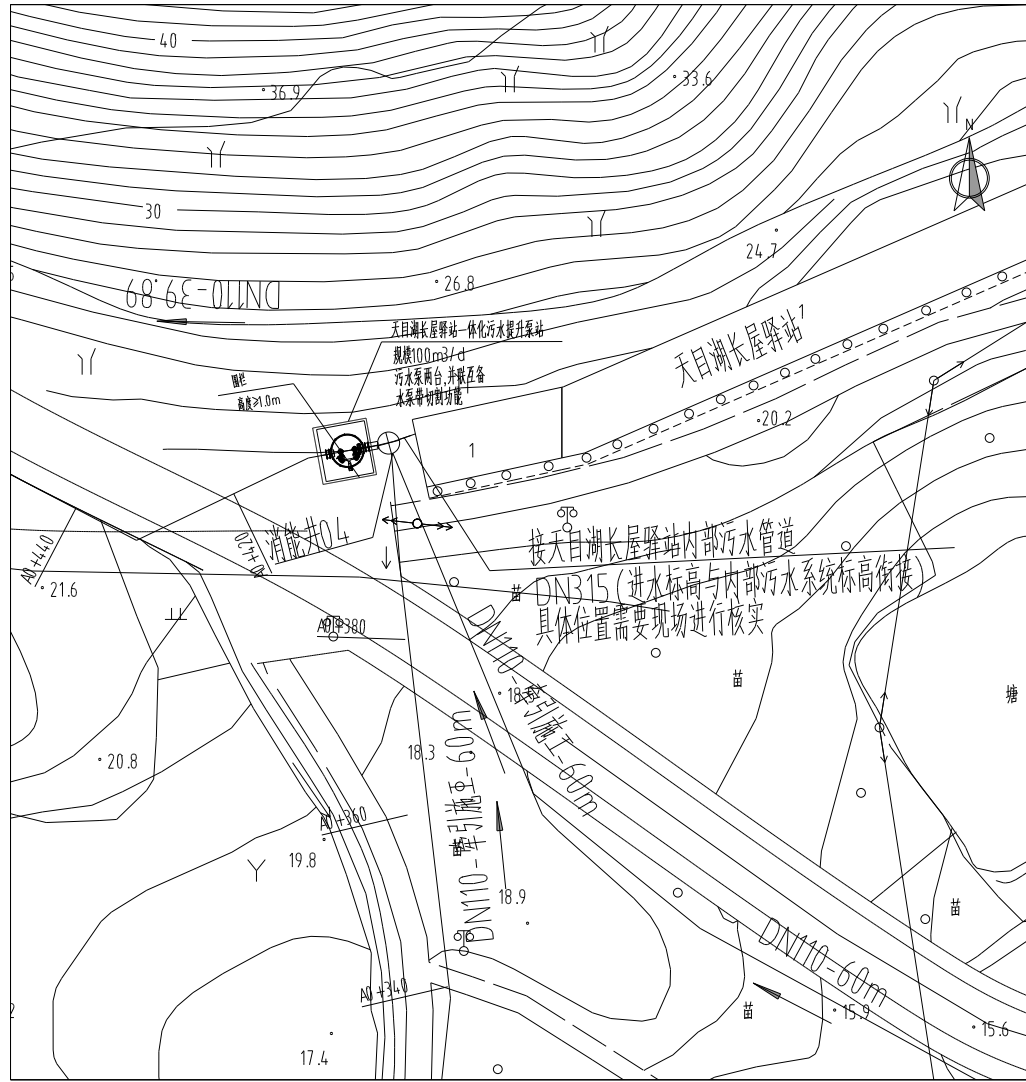 40
36.9
33.6
N
30
24.7
26.8
DN110-39.89
天目湖长屋驿站一体化污水提升泵站
规模100m3/d
污水泵两台,并联互备
水泵带切割功能
天目湖长屋驿站1
围栏
高度≥1.0m
20.2
1
消能井04
A0+440
A0+420
21.6
接天目湖长屋驿站内部污水管道
DN315(进水标高与内部污水系统标高衔接)
具体位置需要现场进行核实
苗
A0+380
DN110-牵引施工-60m
苗
塘
18.3
20.8
DN110-牵引施工-60m
A0+360
19.8
18.9
苗
DN110-60m
A0+340
苗
15.9
15.6
17.4